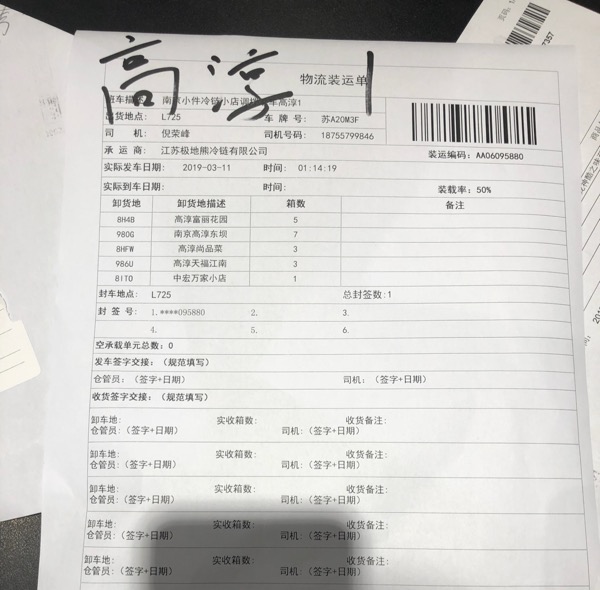 高淳1
物流装运单
班车描述: 南京小件冷链小店调拨 车高淳1
出货地点: L725 车 牌 号: 苏A20M3F
司 机: 倪荣峰 司机号码: 18755799846
承 运 商: 江苏极地熊冷链有限公司 装运编码: AA06095880
实际发车日期: 2019-03-11 时间: 01:14:19
实际到车日期: 时间: 装载率: 50%
卸货地 卸货地描述 箱数 备注
8H4B 高淳富丽花园 5
980G 南京高淳东坝 7
8HFW 高淳尚品菜 3
986U 高淳天福江南 3
8IT0 中宏万家小店 1
封车地点: L725 总封签数:1
封 签 号: 1.****095880 2. 3.
4. 5. 6.
空承载单元总数: 0
发车签字交接:（规范填写）
仓管员:（签字+日期） 司机:（签字+日期）
收货签字交接:（规范填写）
卸车地: 实收箱数: 收货备注:
仓管员:（签字+日期） 司机:（签字+日期）
卸车地: 实收箱数: 收货备注:
仓管员:（签字+日期） 司机:（签字+日期）
卸车地: 实收箱数: 收货备注:
仓管员:（签字+日期） 司机:（签字+日期）
卸车地: 实收箱数: 收货备注:
仓管员:（签字+日期） 司机:（签字+日期）
卸车地: 实收箱数: 收货备注:
仓管员:（签字+日期） 司机:（签字+日期）
7357